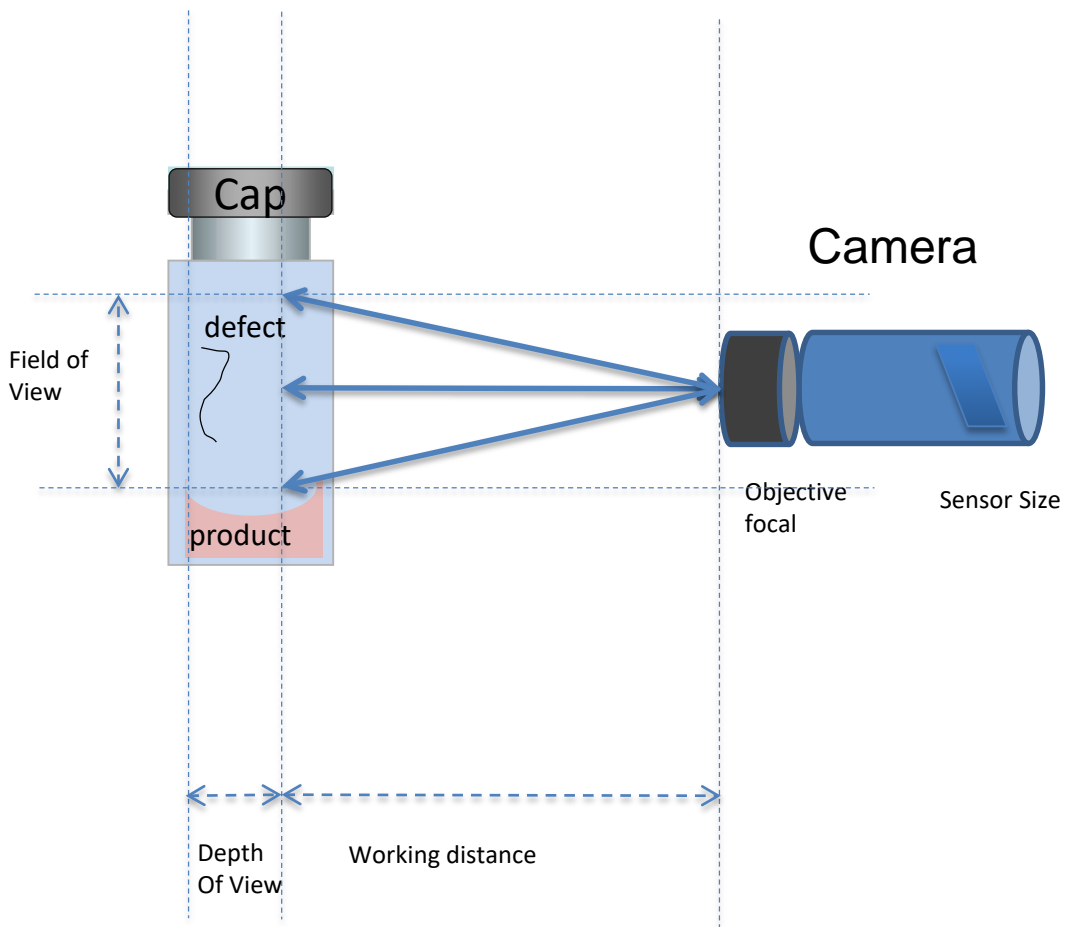 Cap
Camera
defect
Field of
View
product
Objective
focal
Sensor Size
Depth
Of View
Working distance